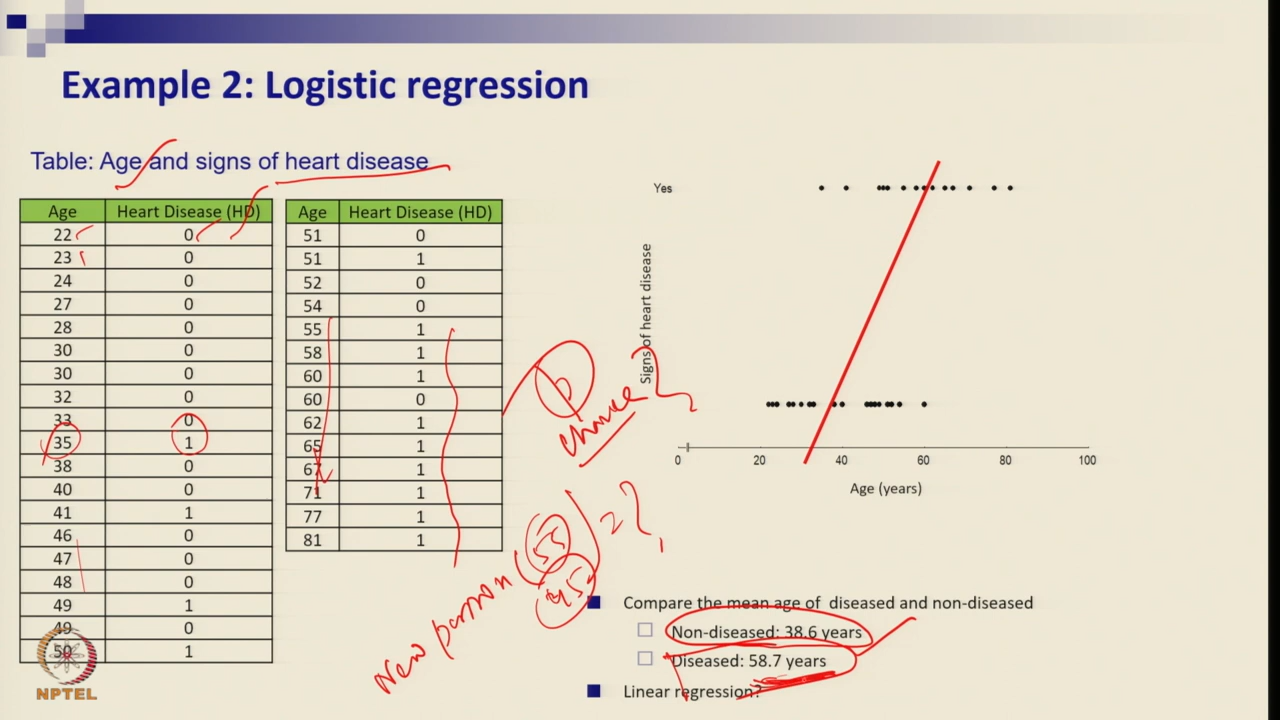 Example 2: Logistic regression
Table: Age and signs of heart disease
Age Heart Disease (HD)
22 0
23 0
24 0
27 0
28 0
30 0
30 0
32 0
33 0
35 1
38 0
40 0
41 1
46 0
47 0
48 0
49 1
49 0
50 1
Age Heart Disease (HD)
51 0
51 1
52 0
54 0
55 1
58 1
60 1
60 0
62 1
65 1
67 1
71 1
77 1
81 1
p
chance ?
New person (55) = ?
45
Yes
Signs of heart disease
0 20 40 60 80 100
Age (years)
Compare the mean age of diseased and non-diseased
Non-diseased: 38.6 years
Diseased: 58.7 years
Linear regression?
NPTEL